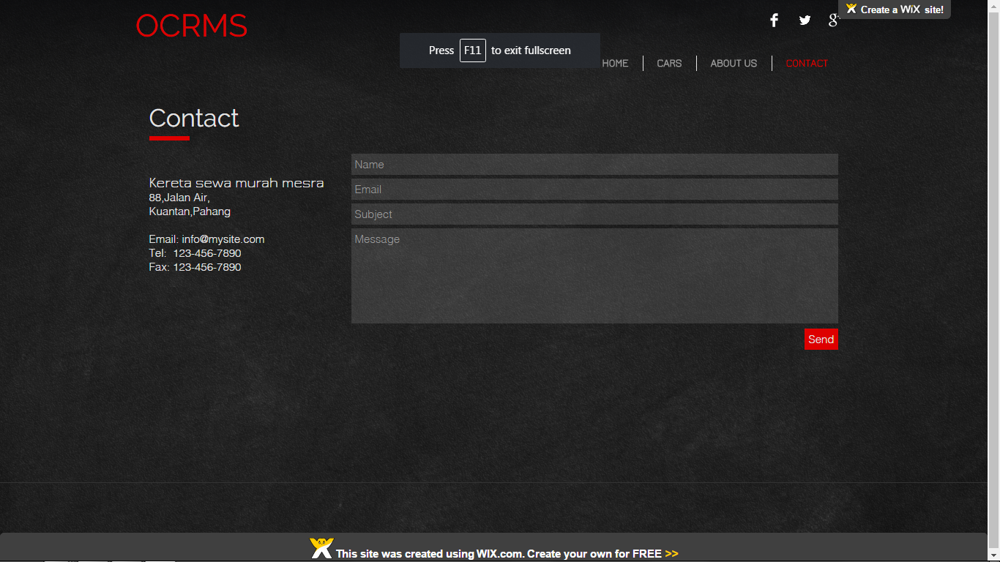 OCRMS
Create a WiX site!
Press F11 to exit fullscreen
HOME
CARS
ABOUT US
CONTACT
Contact
Kereta sewa murah mesra
88,Jalan Air,
Kuantan,Pahang
Email: info@mysite.com
Tel: 123-456-7890
Fax: 123-456-7890
Name
Email
Subject
Message
Send
This site was created using WIX.com. Create your own for FREE >>